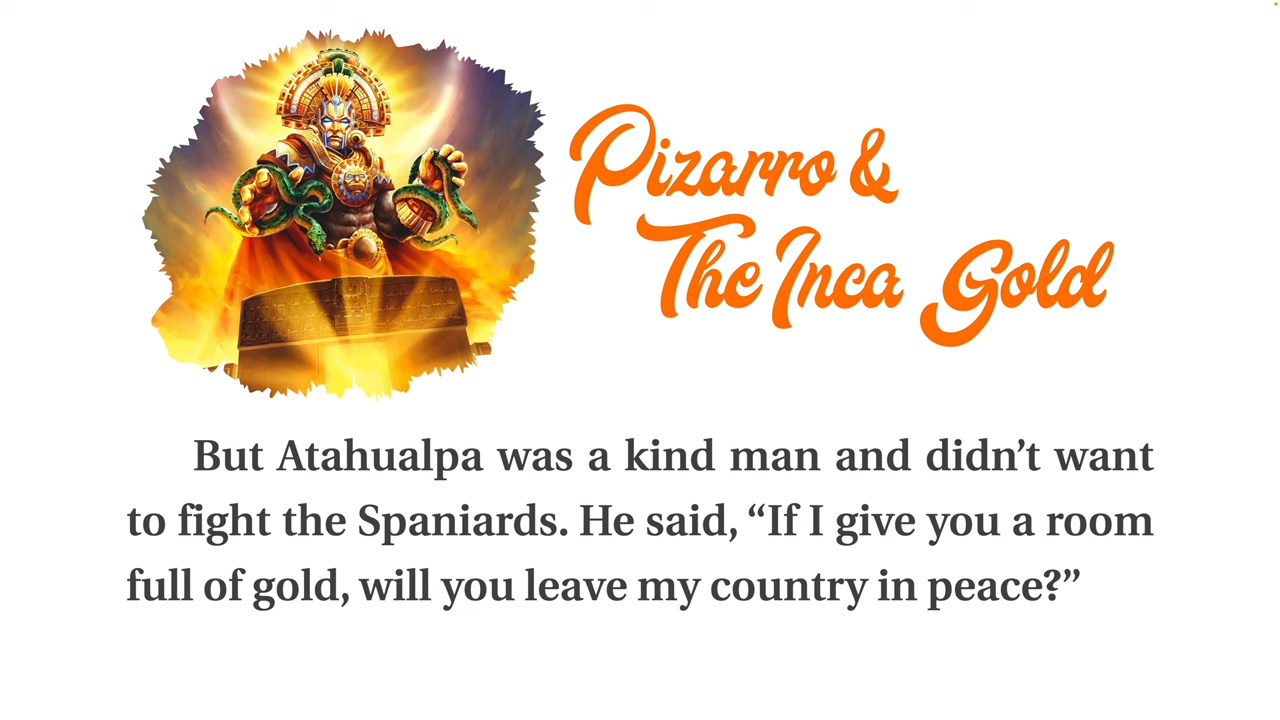 Pizarro &
The Inca Gold
But Atahualpa was a kind man and didn’t want
to fight the Spaniards. He said, “If I give you a room
full of gold, will you leave my country in peace?”